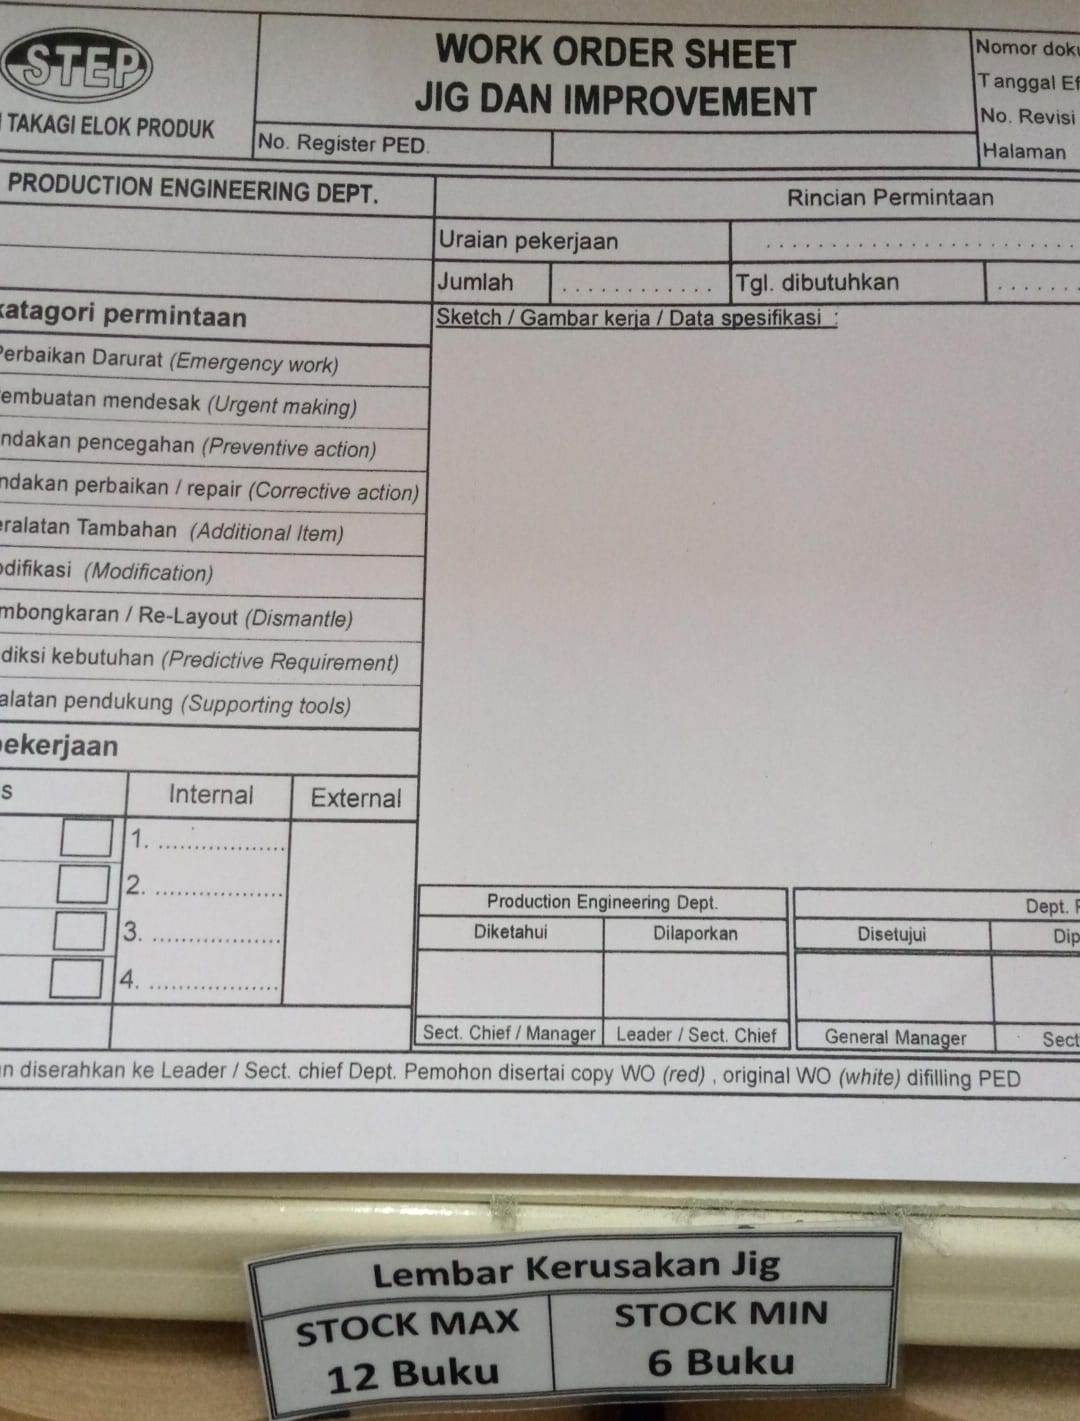 STEP
TAKAGI ELOK PRODUK
WORK ORDER SHEET
JIG DAN IMPROVEMENT
No. Register PED.
Nomor doku
Tanggal Ef
No. Revisi
Halaman
PRODUCTION ENGINEERING DEPT.
Rincian Permintaan
Uraian pekerjaan ........................
Jumlah ............ Tgl. dibutuhkan .......
katagori permintaan
Sketch / Gambar kerja / Data spesifikasi :
Perbaikan Darurat (Emergency work)
embuatan mendesak (Urgent making)
ndakan pencegahan (Preventive action)
ndakan perbaikan / repair (Corrective action)
eralatan Tambahan (Additional Item)
odifikasi (Modification)
mbongkaran / Re-Layout (Dismantle)
diksi kebutuhan (Predictive Requirement)
alatan pendukung (Supporting tools)
pekerjaan
s Internal External
1. ..................
2. ..................
3. ..................
4. ..................
Production Engineering Dept.
Diketahui Dilaporkan
Sect. Chief / Manager Leader / Sect. Chief
Dept. P
Disetujui Dip
General Manager Sect
n diserahkan ke Leader / Sect. chief Dept. Pemohon disertai copy WO (red) , original WO (white) difilling PED
Lembar Kerusakan Jig
STOCK MAX STOCK MIN
12 Buku 6 Buku